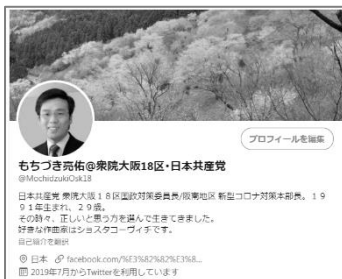 プロフィールを編集
もちづき亮佑@衆院大阪18区・日本共産党
@MochidzukiOsk18
日本共産党 衆院大阪１８区国政対策委員長/阪南地区 新型コロナ対策本部長。１９
９１年生まれ、２９歳。
その時々、正しいと思う方を選んで生きてきました。
好きな作曲家はショスタコーヴィチです。
自己紹介を翻訳
日本 facebook.com/%E3%82%82%E3%8...
2019年7月からTwitterを利用しています